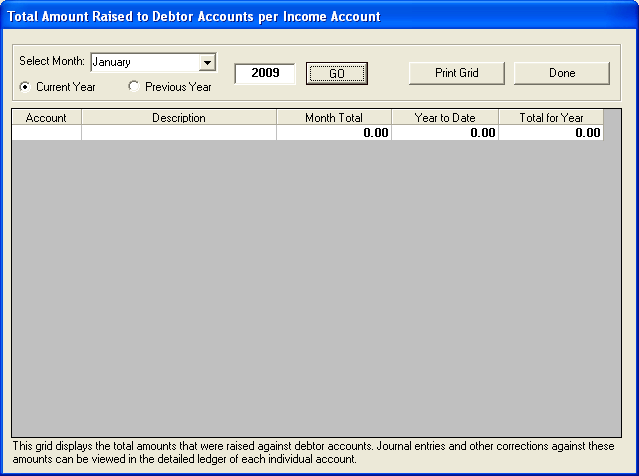 Total Amount Raised to Debtor Accounts per Income Account
Select Month: January 2009 GO Print Grid Done
Current Year Previous Year
Account Description Month Total Year to Date Total for Year
0.00 0.00 0.00
This grid displays the total amounts that were raised against debtor accounts. Journal entries and other corrections against these
amounts can be viewed in the detailed ledger of each individual account.